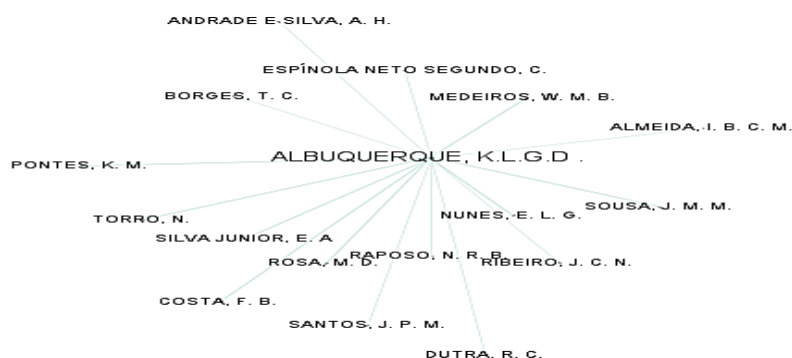 ANDRADE E SILVA, A. H.
ESPÍNOLA NETO SEGUNDO, C.
BORGES, T. C.
MEDEIROS, W. M. B.
ALMEIDA, I. B. C. M.
ALBUQUERQUE, K.L.G.D .
PONTES, K. M.
SOUSA, J. M. M.
TORRO, N.
NUNES, E. L. G.
SILVA JUNIOR, E. A
RAPOSO, N. R. B.
ROSA, M. D.
RIBEIRO, J. C. N.
COSTA, F. B.
SANTOS, J. P. M.
DUTRA, R. C.